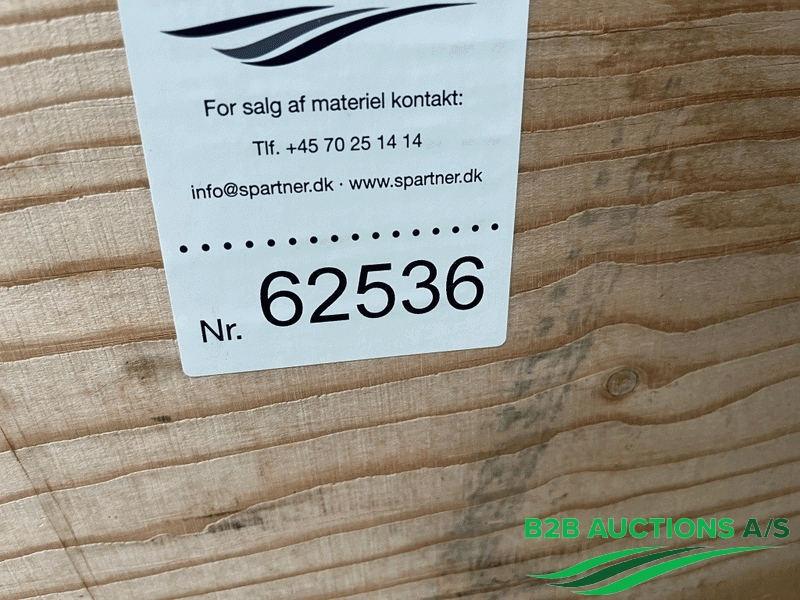 For salg af materiel kontakt:
Tlf. +45 70 25 14 14
info@spartner.dk · www.spartner.dk
Nr. 62536
B2B AUCTIONS A/S